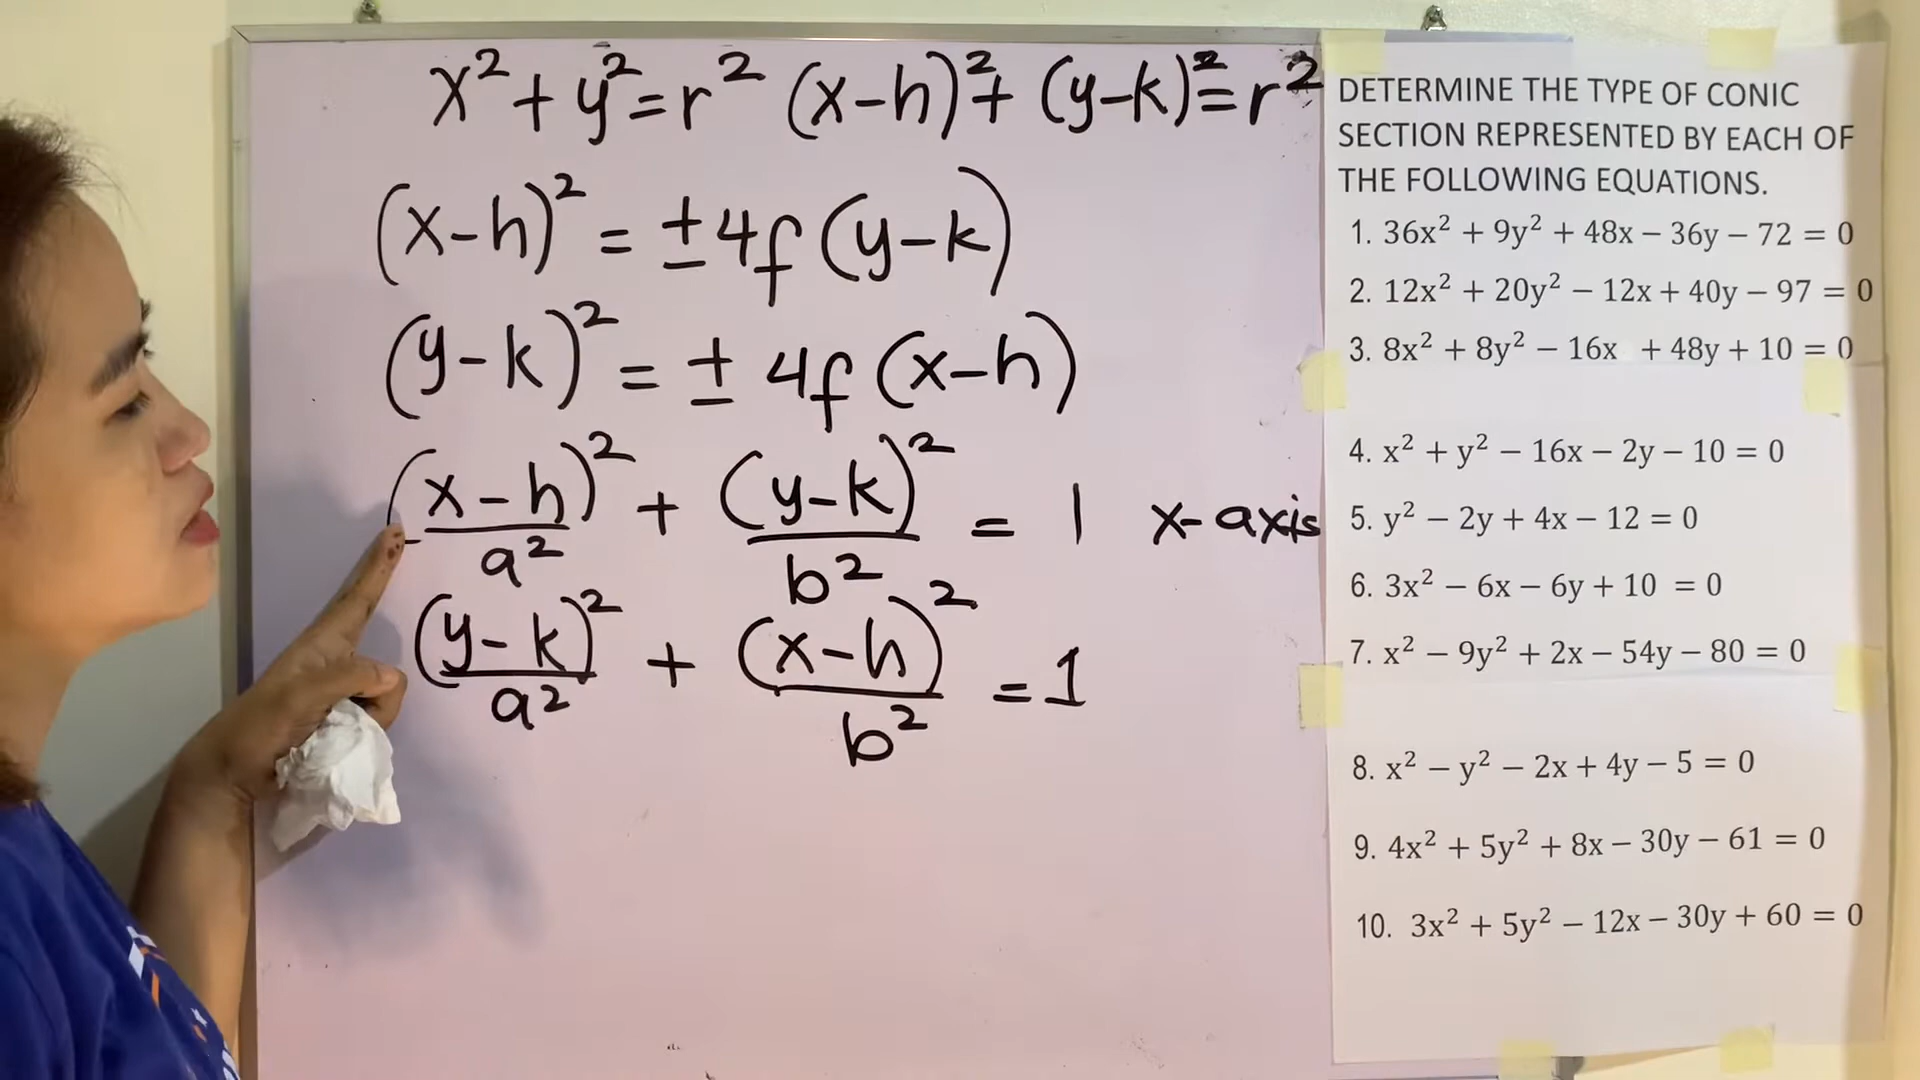 x² + y² = r² (x-h)² + (y-k)² = r²
(x-h)² = ±4f(y-k)
(y-k)² = ±4f(x-h)
(x-h)²/a² + (y-k)²/b² = 1 x-axis
(y-k)²/a² + (x-h)²/b² = 1
DETERMINE THE TYPE OF CONIC
SECTION REPRESENTED BY EACH OF
THE FOLLOWING EQUATIONS.
1. 36x² + 9y² + 48x − 36y − 72 = 0
2. 12x² + 20y² − 12x + 40y − 97 = 0
3. 8x² + 8y² − 16x + 48y + 10 = 0
4. x² + y² − 16x − 2y − 10 = 0
5. y² − 2y + 4x − 12 = 0
6. 3x² − 6x − 6y + 10 = 0
7. x² − 9y² + 2x − 54y − 80 = 0
8. x² − y² − 2x + 4y − 5 = 0
9. 4x² + 5y² + 8x − 30y − 61 = 0
10. 3x² + 5y² − 12x − 30y + 60 = 0